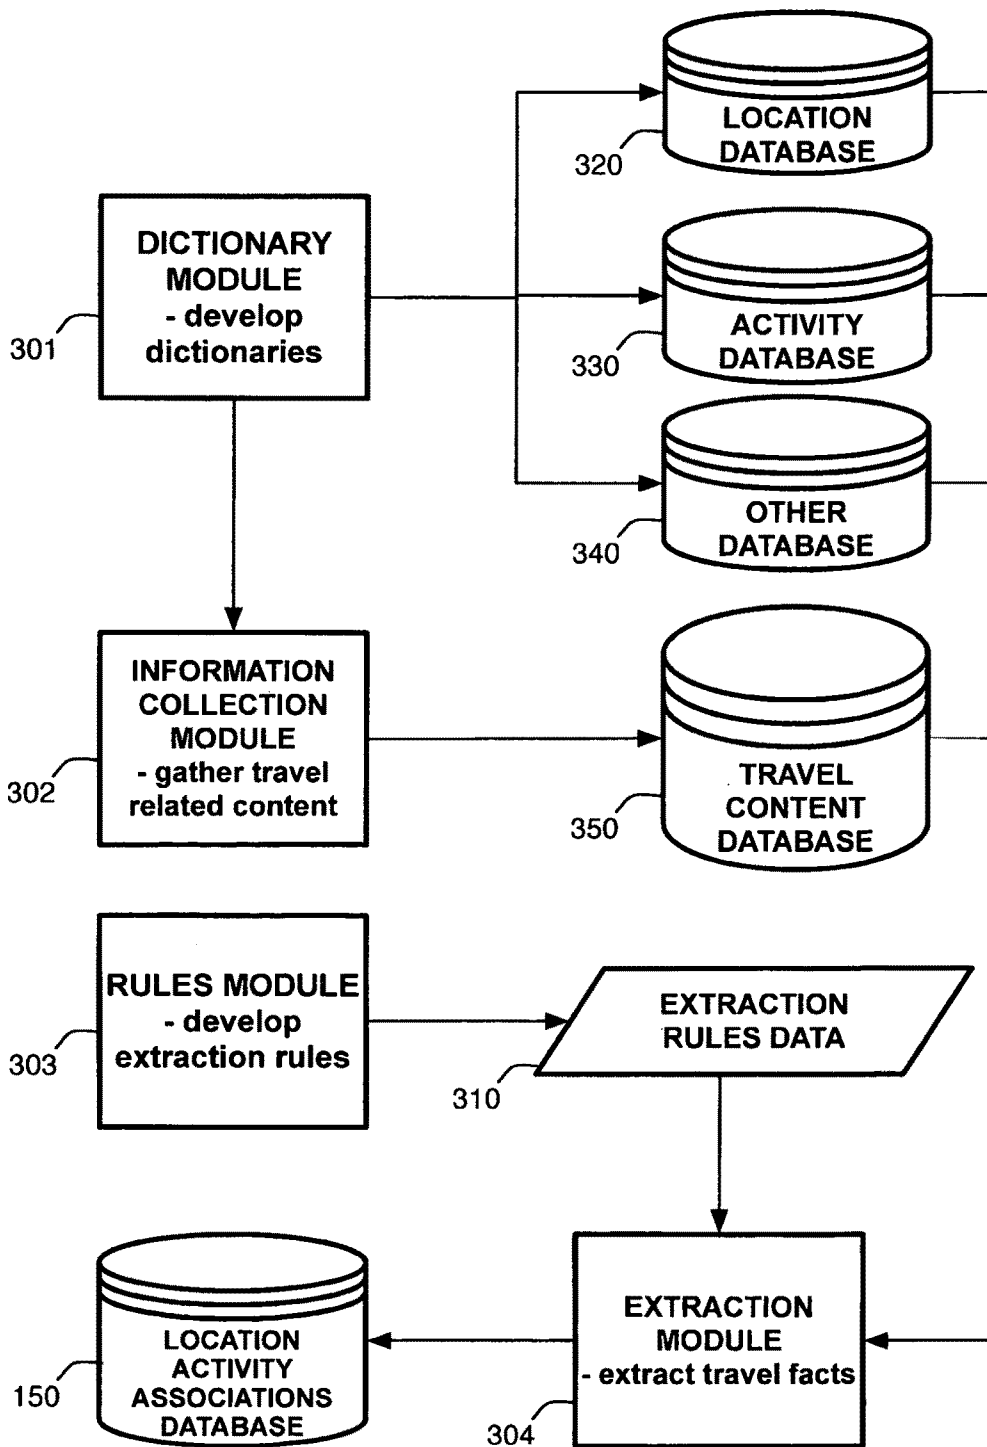 LOCATION
DATABASE
320
DICTIONARY
MODULE
- develop
dictionaries
301
ACTIVITY
DATABASE
330
OTHER
DATABASE
340
INFORMATION
COLLECTION
MODULE
- gather travel
related content
302
TRAVEL
CONTENT
DATABASE
350
RULES MODULE
- develop
extraction rules
303
EXTRACTION
RULES DATA
310
EXTRACTION
MODULE
- extract travel facts
304
LOCATION
ACTIVITY
ASSOCIATIONS
DATABASE
150